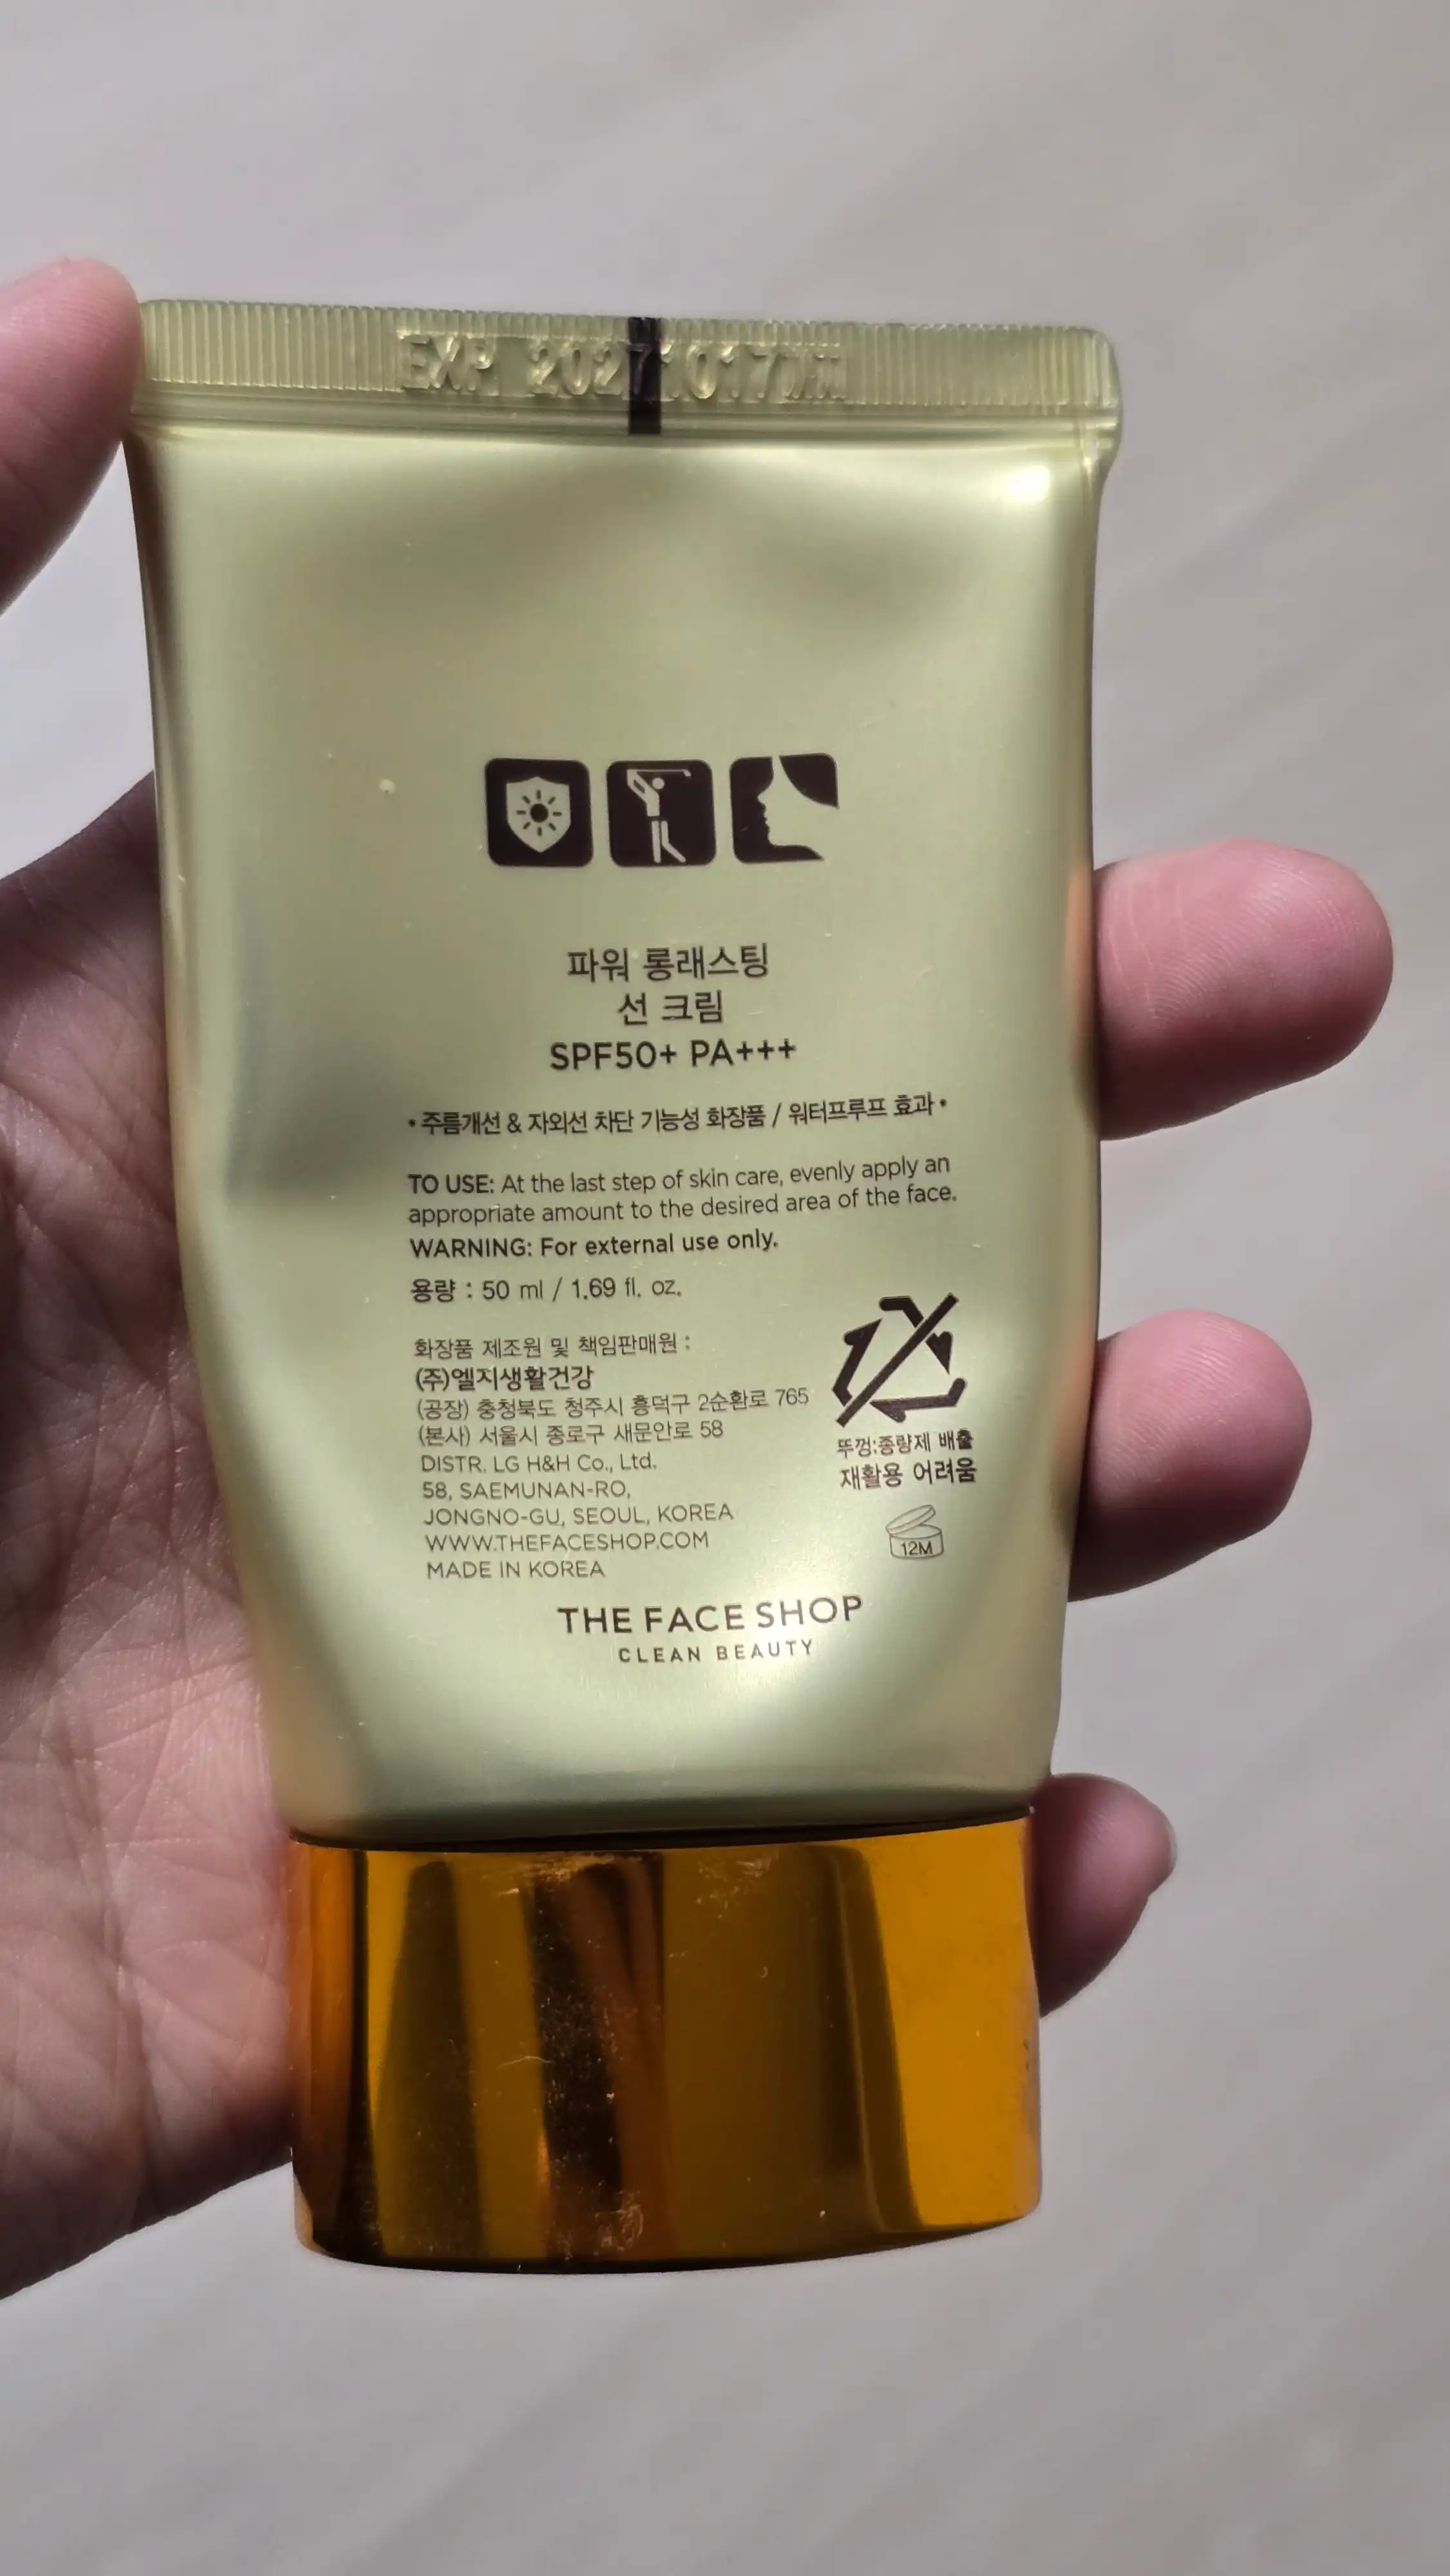 EXP 2027
파워 롱래스팅
선 크림
SPF50+ PA+++
• 주름개선 & 자외선 차단 기능성 화장품 / 워터프루프 효과 •
TO USE: At the last step of skin care, evenly apply an
appropriate amount to the desired area of the face.
WARNING: For external use only.
용량 : 50 ml / 1.69 fl. oz.
화장품 제조원 및 책임판매원 :
(주)엘지생활건강
(공장) 충청북도 청주시 흥덕구 2순환로 765
(본사) 서울시 종로구 새문안로 58
DISTR. LG H&H Co., Ltd.
58, SAEMUNAN-RO,
JONGNO-GU, SEOUL, KOREA
WWW.THEFACESHOP.COM
MADE IN KOREA
뚜껑:종량제 배출
재활용 어려움
12M
THE FACE SHOP
CLEAN BEAUTY